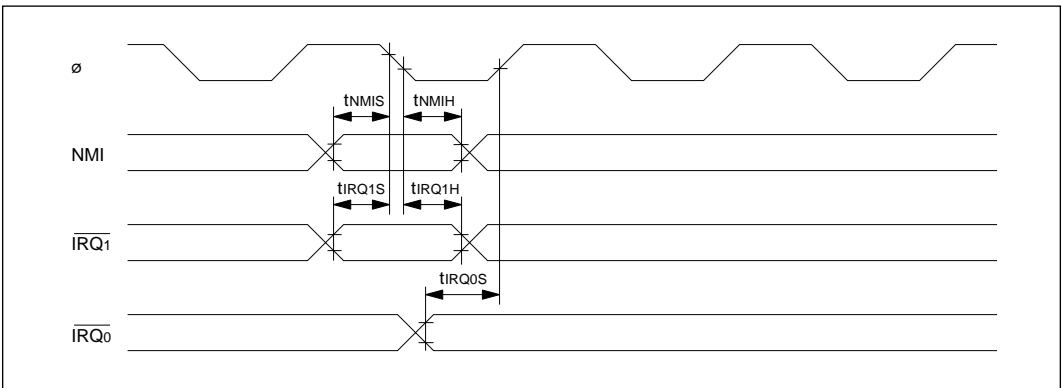 ø
tNMIS tNMIH
NMI
tIRQ1S tIRQ1H
IRQ1
tIRQ0S
IRQ0